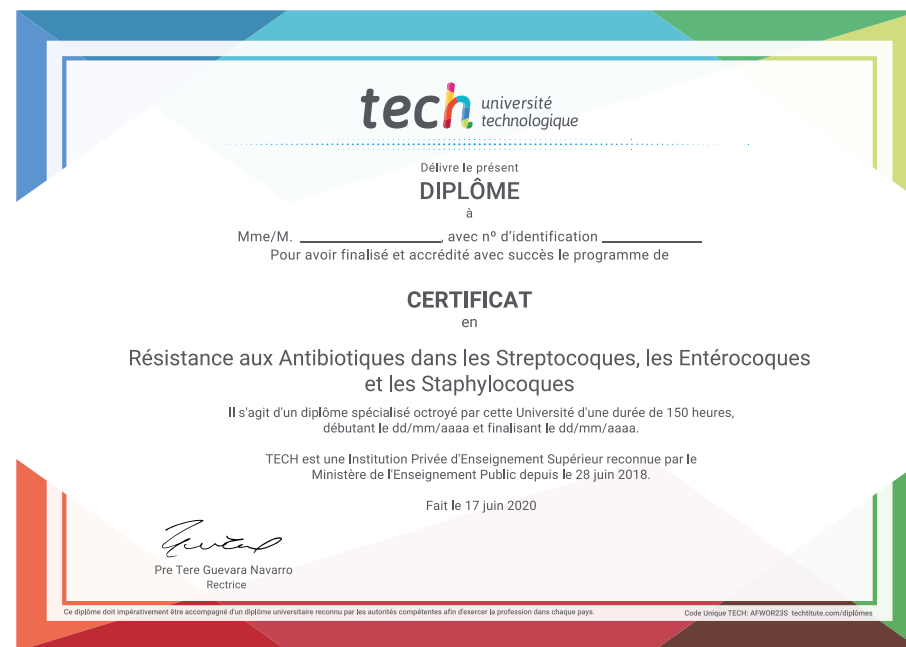 tech université
technologique
Délivre le présent
DIPLÔME
à
Mme/M. ____________________, avec nº d'identification ______________
Pour avoir finalisé et accrédité avec succès le programme de
CERTIFICAT
en
Résistance aux Antibiotiques dans les Streptocoques, les Entérocoques
et les Staphylocoques
Il s'agit d'un diplôme spécialisé octroyé par cette Université d'une durée de 150 heures,
débutant le dd/mm/aaaa et finalisant le dd/mm/aaaa.
TECH est une Institution Privée d'Enseignement Supérieur reconnue par le
Ministère de l'Enseignement Public depuis le 28 juin 2018.
Fait le 17 juin 2020
Pre Tere Guevara Navarro
Rectrice
Ce diplôme doit impérativement être accompagné d'un diplôme universitaire reconnu par les autorités compétentes afin d'exercer la profession dans chaque pays.
Code Unique TECH: AFWOR23S techtitute.com/diplômes